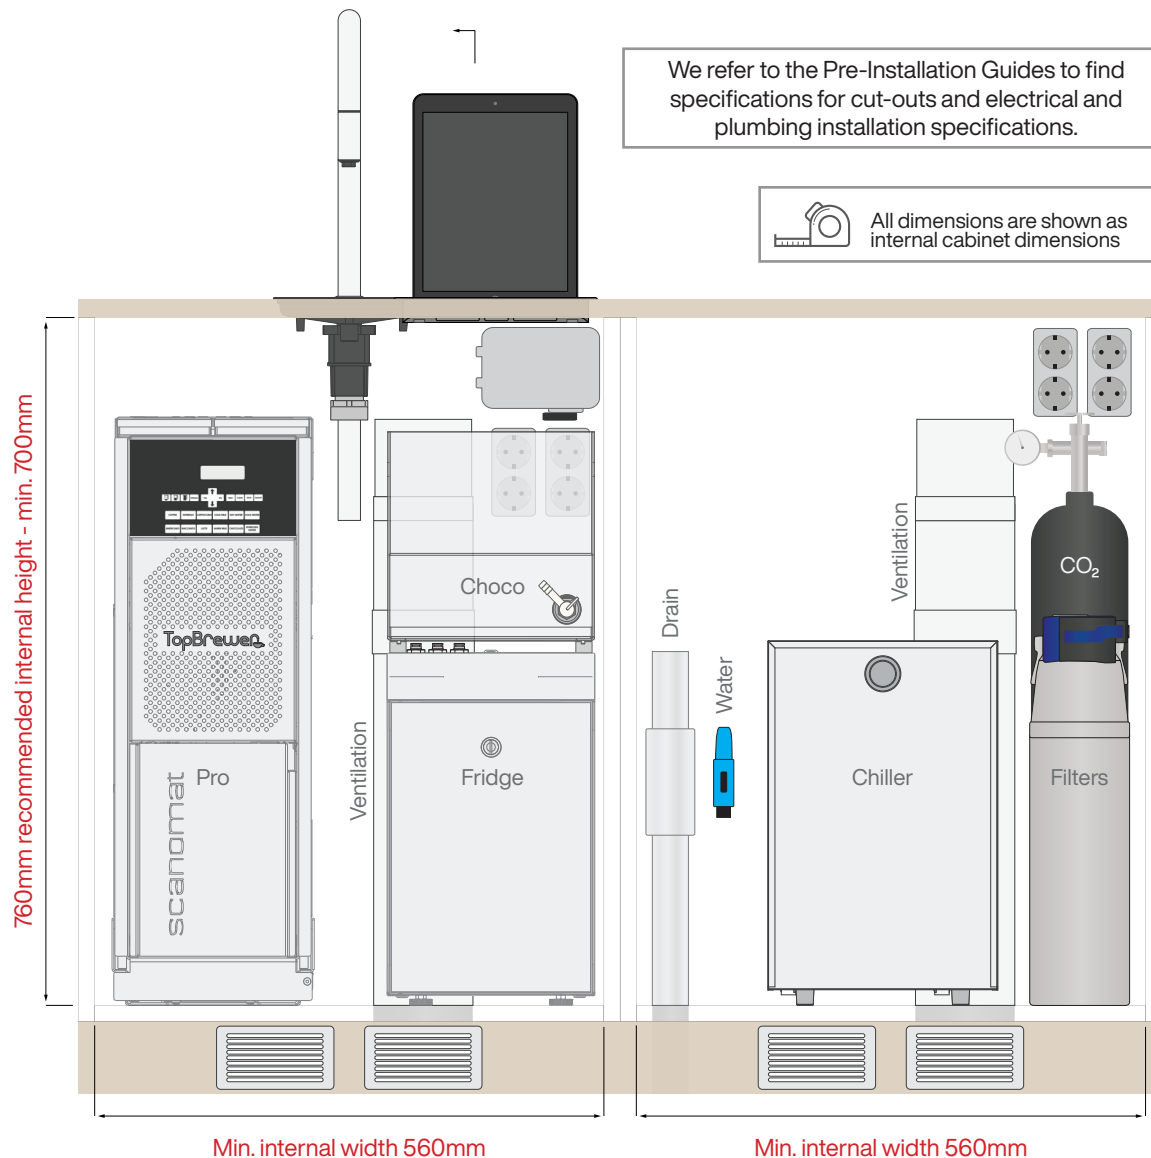 We refer to the Pre-Installation Guides to find
specifications for cut-outs and electrical and
plumbing installation specifications.
All dimensions are shown as
internal cabinet dimensions
760mm recommended internal height - min. 700mm
TopBrewer
scanomat
Pro
Ventilation
Choco
Fridge
Drain
Water
Ventilation
Chiller
CO₂
Filters
Min. internal width 560mm
Min. internal width 560mm